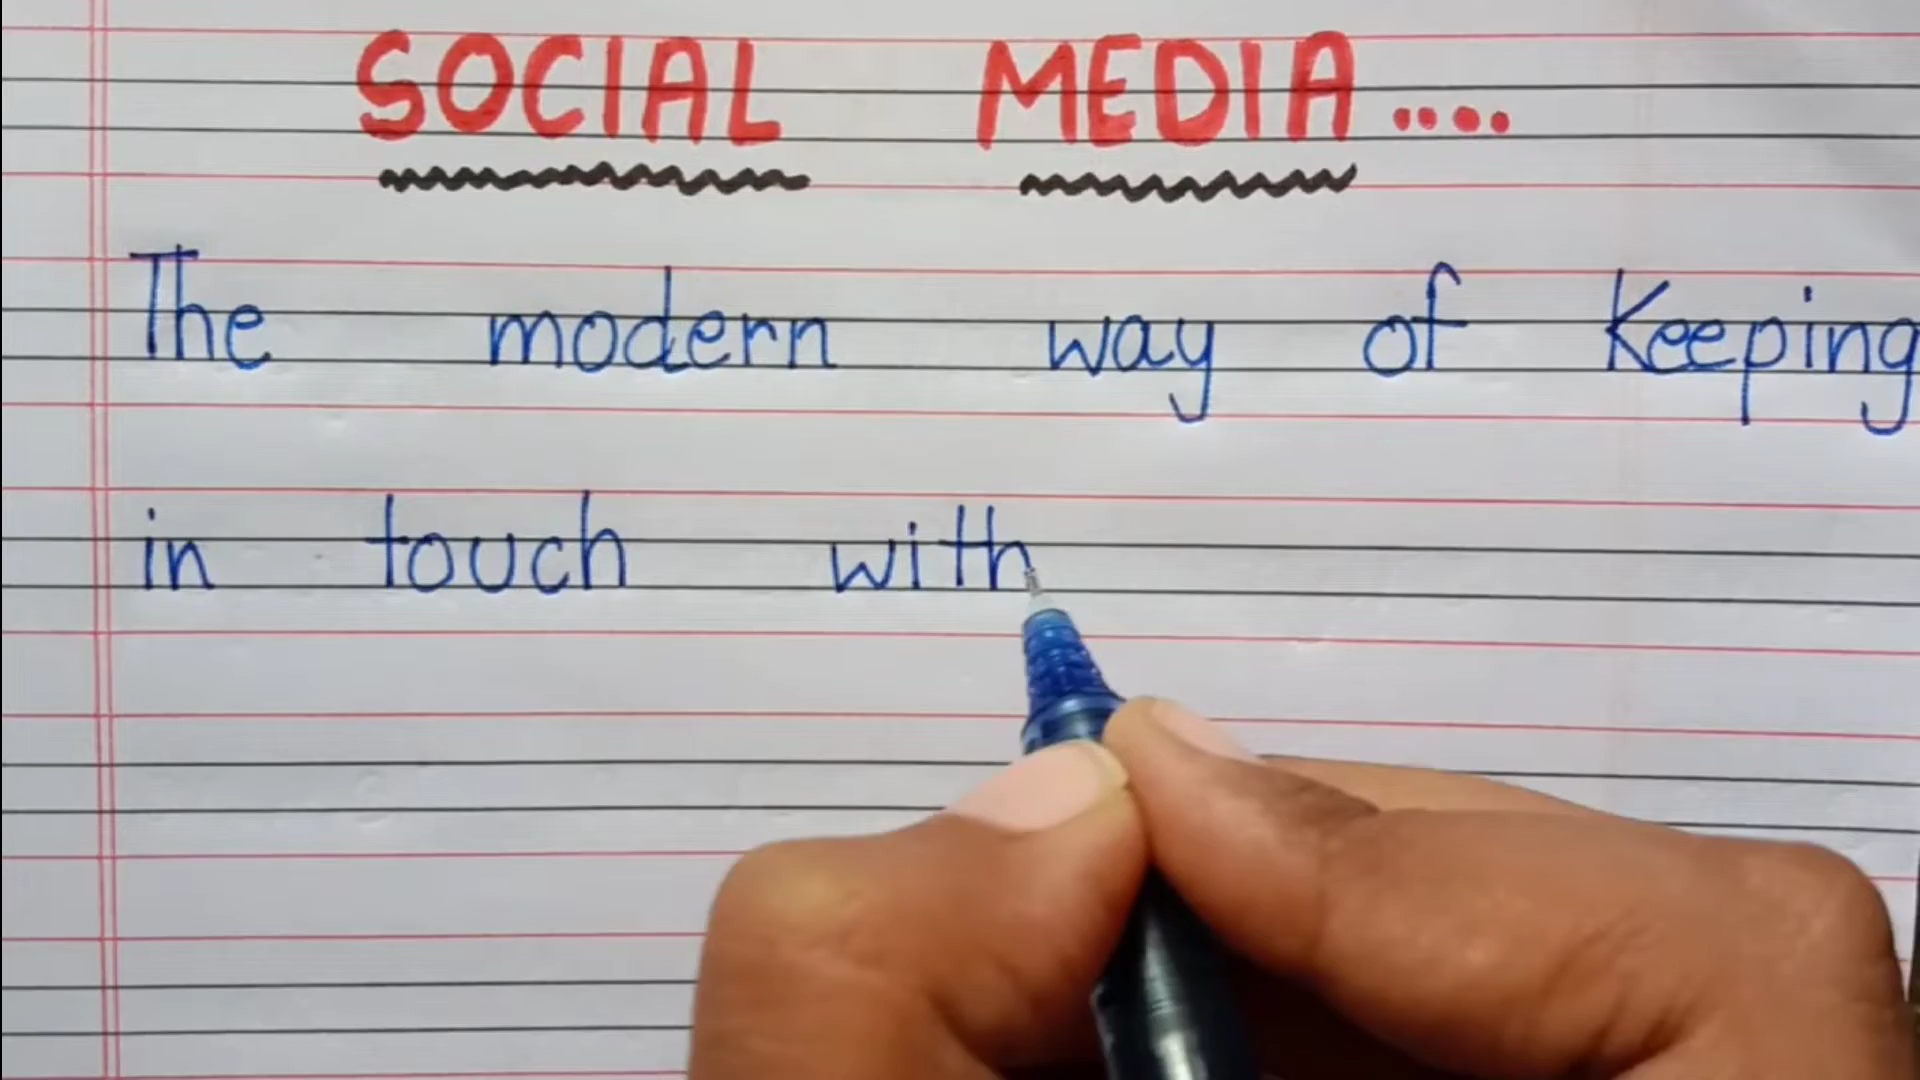 SOCIAL MEDIA....
The modern way of Keeping
in touch with